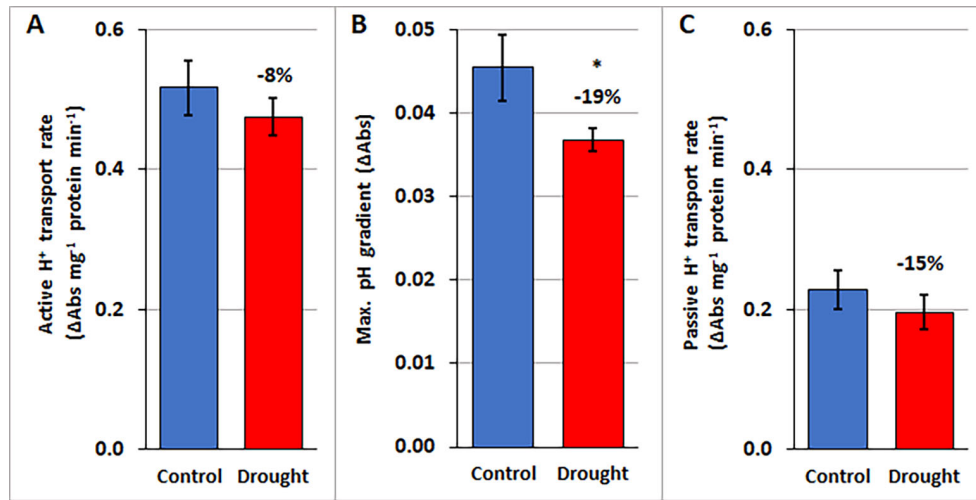 A
Active H⁺ transport rate
(ΔAbs mg⁻¹ protein min⁻¹)
0.6
0.4
0.2
0.0
-8%
Control Drought
B
Max. pH gradient (ΔAbs)
0.05
0.04
0.03
0.02
0.01
0.00
*
-19%
Control Drought
C
Passive H⁺ transport rate
(ΔAbs mg⁻¹ protein min⁻¹)
0.6
0.4
0.2
0.0
-15%
Control Drought